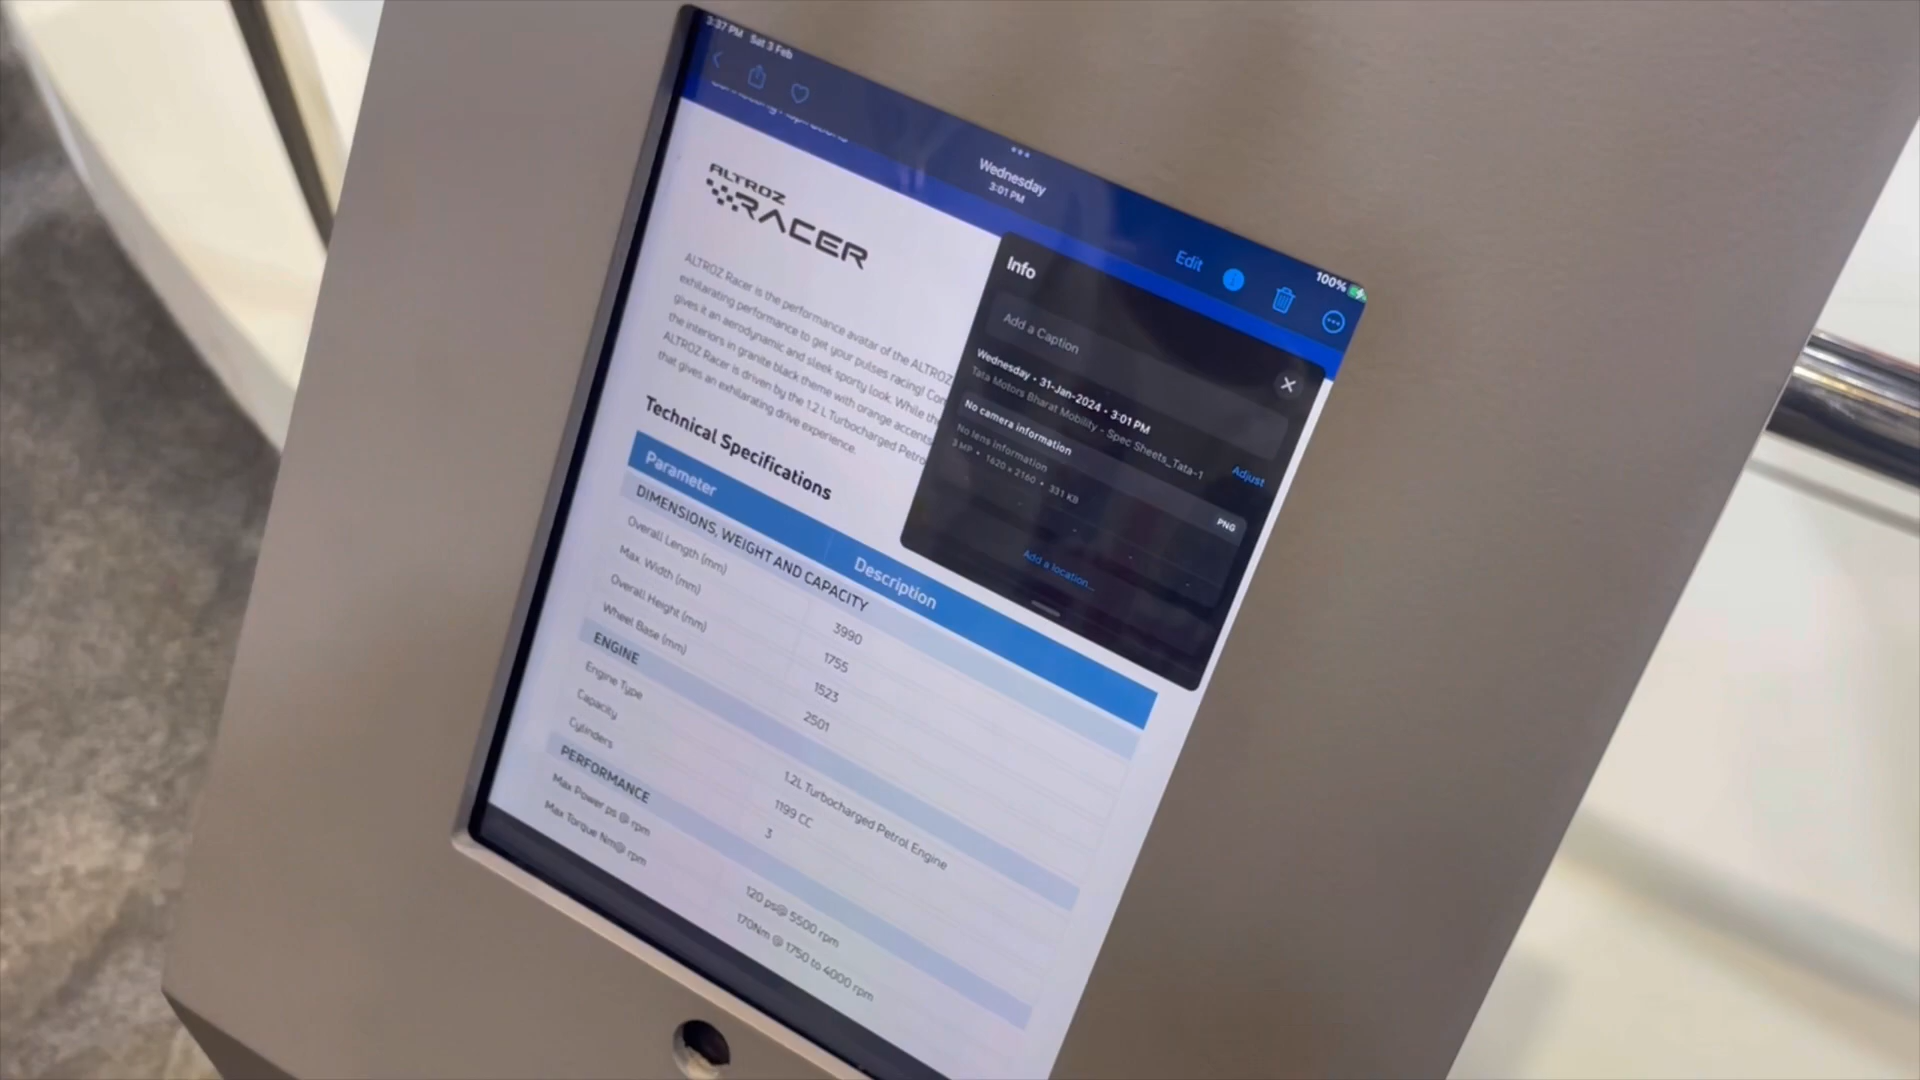 3:37 PM Sat 3 Feb
100%
Wednesday
3:01 PM
Edit
ALTROZ
RACER
ALTROZ Racer is the performance avatar of the ALTROZ
exhilarating performance to get your pulses racing! Con
gives it an aerodynamic and sleek sporty look. While the
the interiors in granite black theme with orange accents
ALTROZ Racer is driven by the 1.2 L Turbocharged Petro
that gives an exhilarating drive experience.
Info
Add a Caption
Wednesday • 31-Jan-2024 • 3:01 PM
Adjust
Tata Motors Bharat Mobility - Spec Sheets_Tata-1
No camera information
PNG
No lens information
3 MP • 1620 × 2160 • 331 KB
Add a location...
Technical Specifications
Parameter Description
DIMENSIONS, WEIGHT AND CAPACITY
Overall Length (mm) 3990
Max. Width (mm) 1755
Overall Height (mm) 1523
Wheel Base (mm) 2501
ENGINE
Engine Type 1.2L Turbocharged Petrol Engine
Capacity 1199 CC
Cylinders 3
PERFORMANCE
Max Power ps @ rpm 120 ps@ 5500 rpm
Max Torque Nm@ rpm 170Nm @ 1750 to 4000 rpm